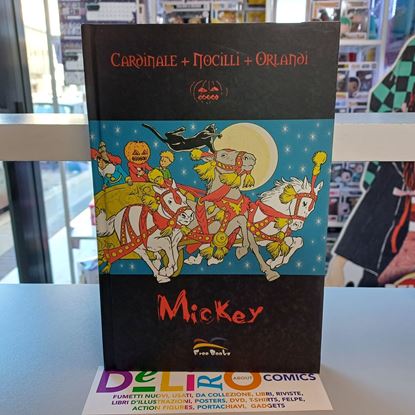 Cardinale + Nocilli + Orlandi
Mickey
Free Books
DeLiRiO ABOUT COMICS
FUMETTI NUOVI, USATI, DA COLLEZIONE, LIBRI, RIVISTE,
LIBRI D'ILLUSTRAZIONI, POSTERS, DVD, T-SHIRTS, FELPE,
ACTION FIGURES, PORTACHIAVI, GADGETS